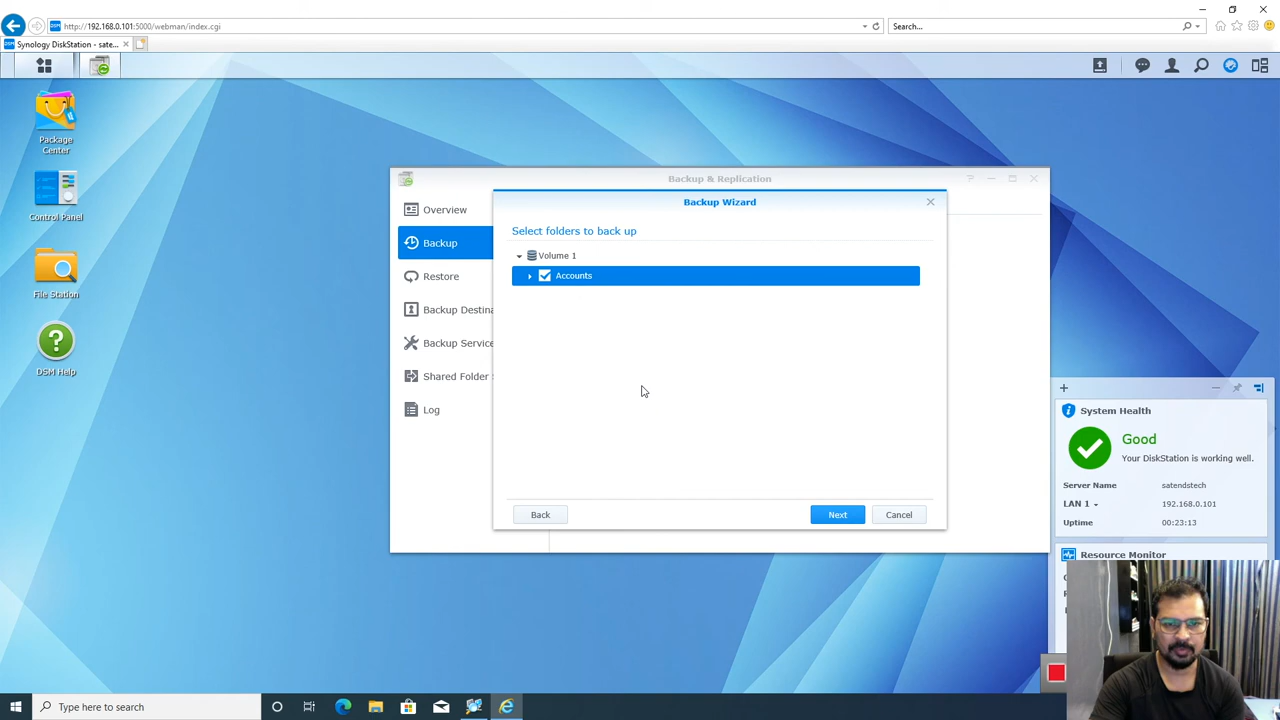 http://192.168.0.101:5000/webman/index.cgi
Search...
Synology DiskStation - sate...
Package
Center
Control Panel
File Station
DSM Help
Backup & Replication
Overview
Backup
Restore
Backup Destina
Backup Service
Shared Folder
Log
Backup Wizard
Select folders to back up
Volume 1
Accounts
Back
Next
Cancel
System Health
Good
Your DiskStation is working well.
Server Name satendstech
LAN 1 192.168.0.101
Uptime 00:23:13
Resource Monitor
Type here to search